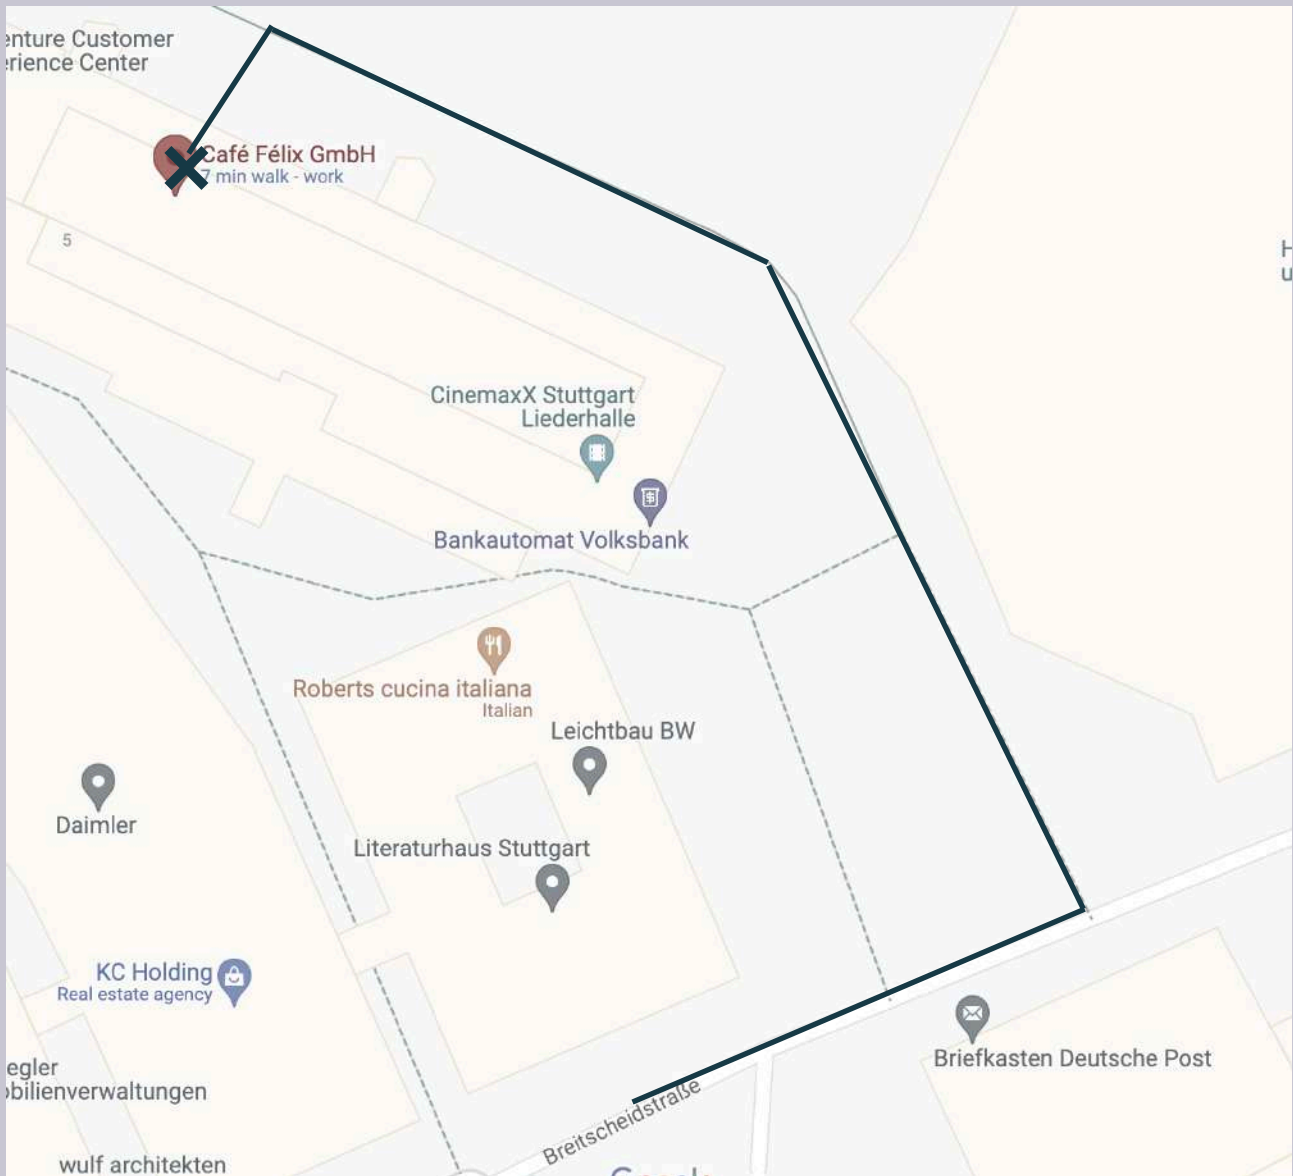 enture Customer
erience Center
Café Félix GmbH
7 min walk - work
5
H
u
CinemaxX Stuttgart
Liederhalle
Bankautomat Volksbank
Roberts cucina italiana
Italian
Leichtbau BW
Daimler
Literaturhaus Stuttgart
KC Holding
Real estate agency
Briefkasten Deutsche Post
egler
obilienverwaltungen
Breitscheidstraße
wulf architekten